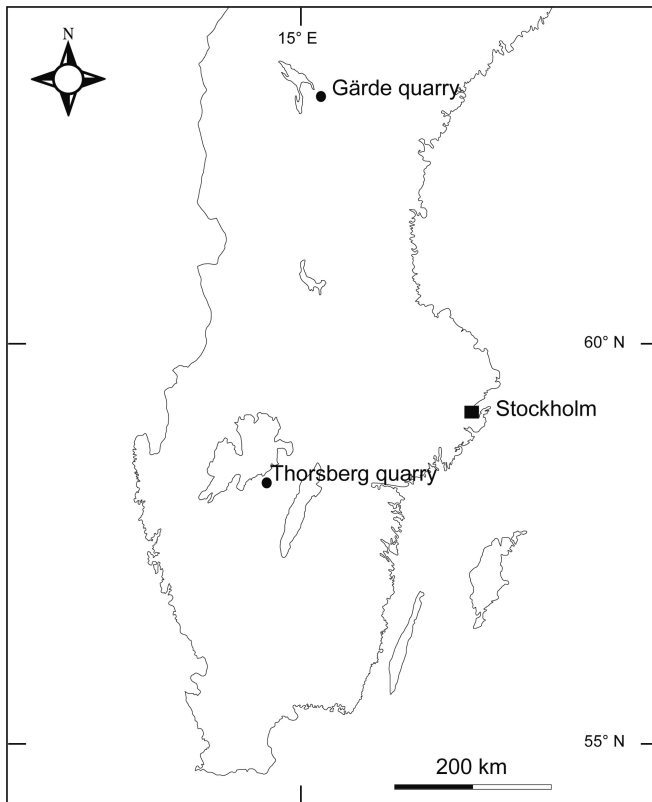 15° E
N
Gärde quarry
60° N
Stockholm
Thorsberg quarry
55° N
200 km